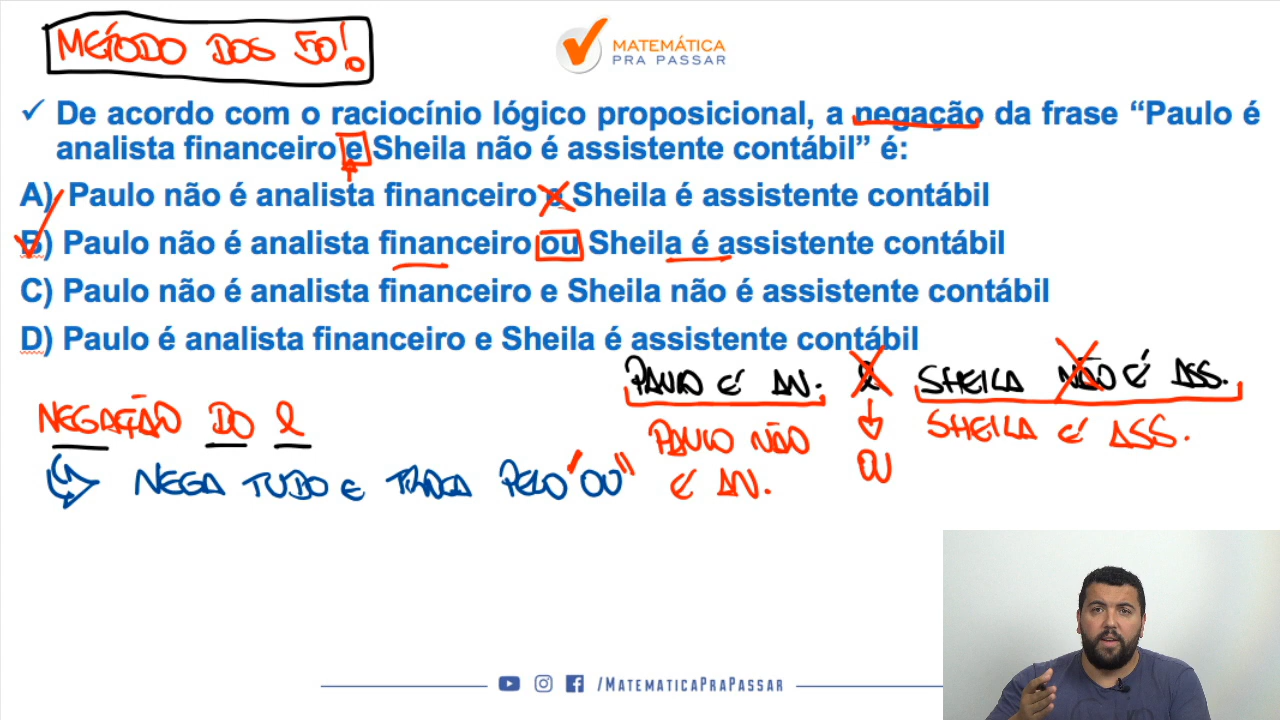 MÉTODO DOS 50!
MATEMÁTICA
PRA PASSAR
✓ De acordo com o raciocínio lógico proposicional, a negação da frase “Paulo é
analista financeiro e Sheila não é assistente contábil” é:
A) Paulo não é analista financeiro e Sheila é assistente contábil
B) Paulo não é analista financeiro ou Sheila é assistente contábil
C) Paulo não é analista financeiro e Sheila não é assistente contábil
D) Paulo é analista financeiro e Sheila é assistente contábil
PAULO É AN. E SHEILA NÃO É ASS.
NEGAÇÃO DO E
PAULO NÃO
É AN.
OU
SHEILA É ASS.
NEGA TUDO E TROCA PELO "OU"
/MATEMATICAPRAPASSAR